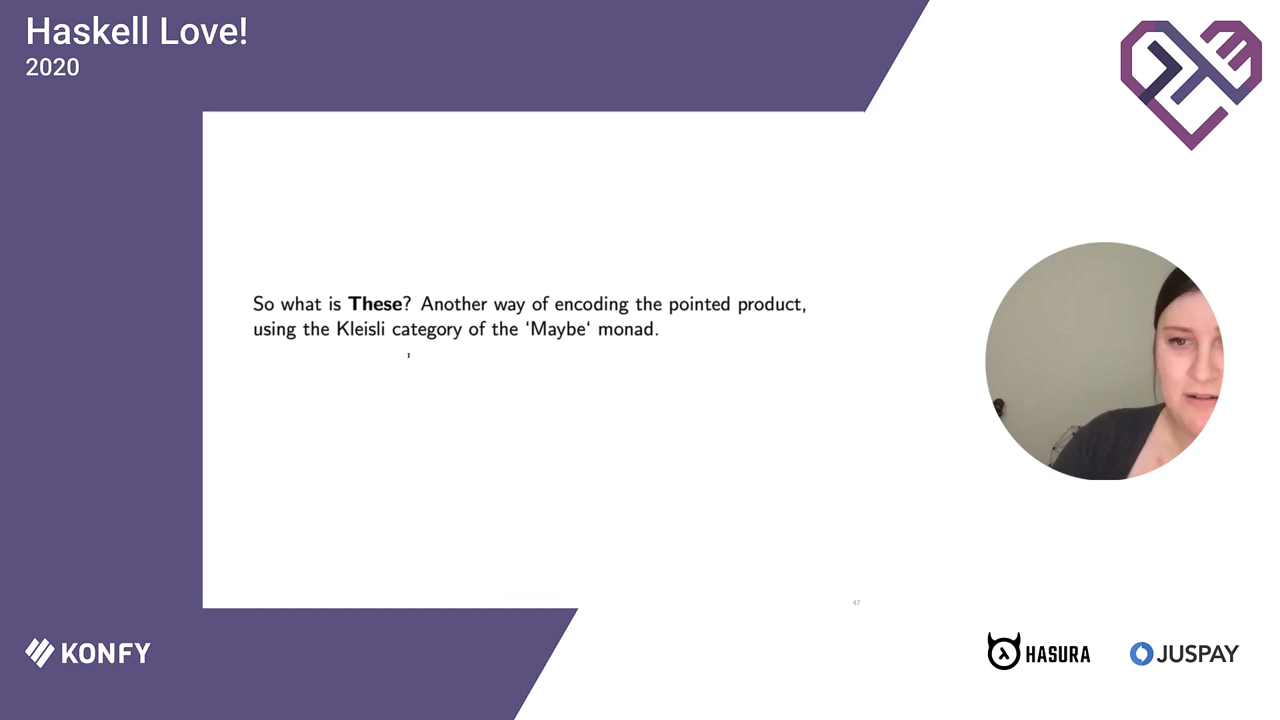 Haskell Love!
2020
So what is These? Another way of encoding the pointed product,
using the Kleisli category of the ‘Maybe‘ monad.
47
KONFY
HASURA
JUSPAY